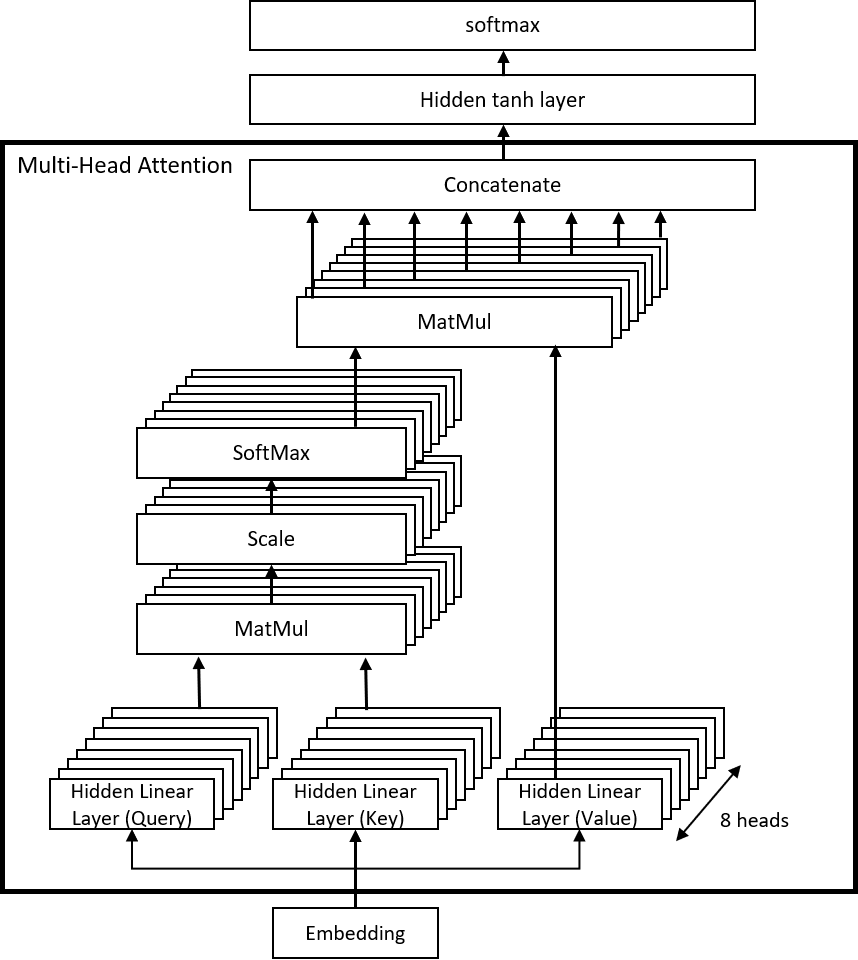 softmax
Hidden tanh layer
Multi-Head Attention
Concatenate
MatMul
SoftMax
Scale
MatMul
Hidden Linear
Layer (Query)
Hidden Linear
Layer (Key)
Hidden Linear
Layer (Value)
8 heads
Embedding